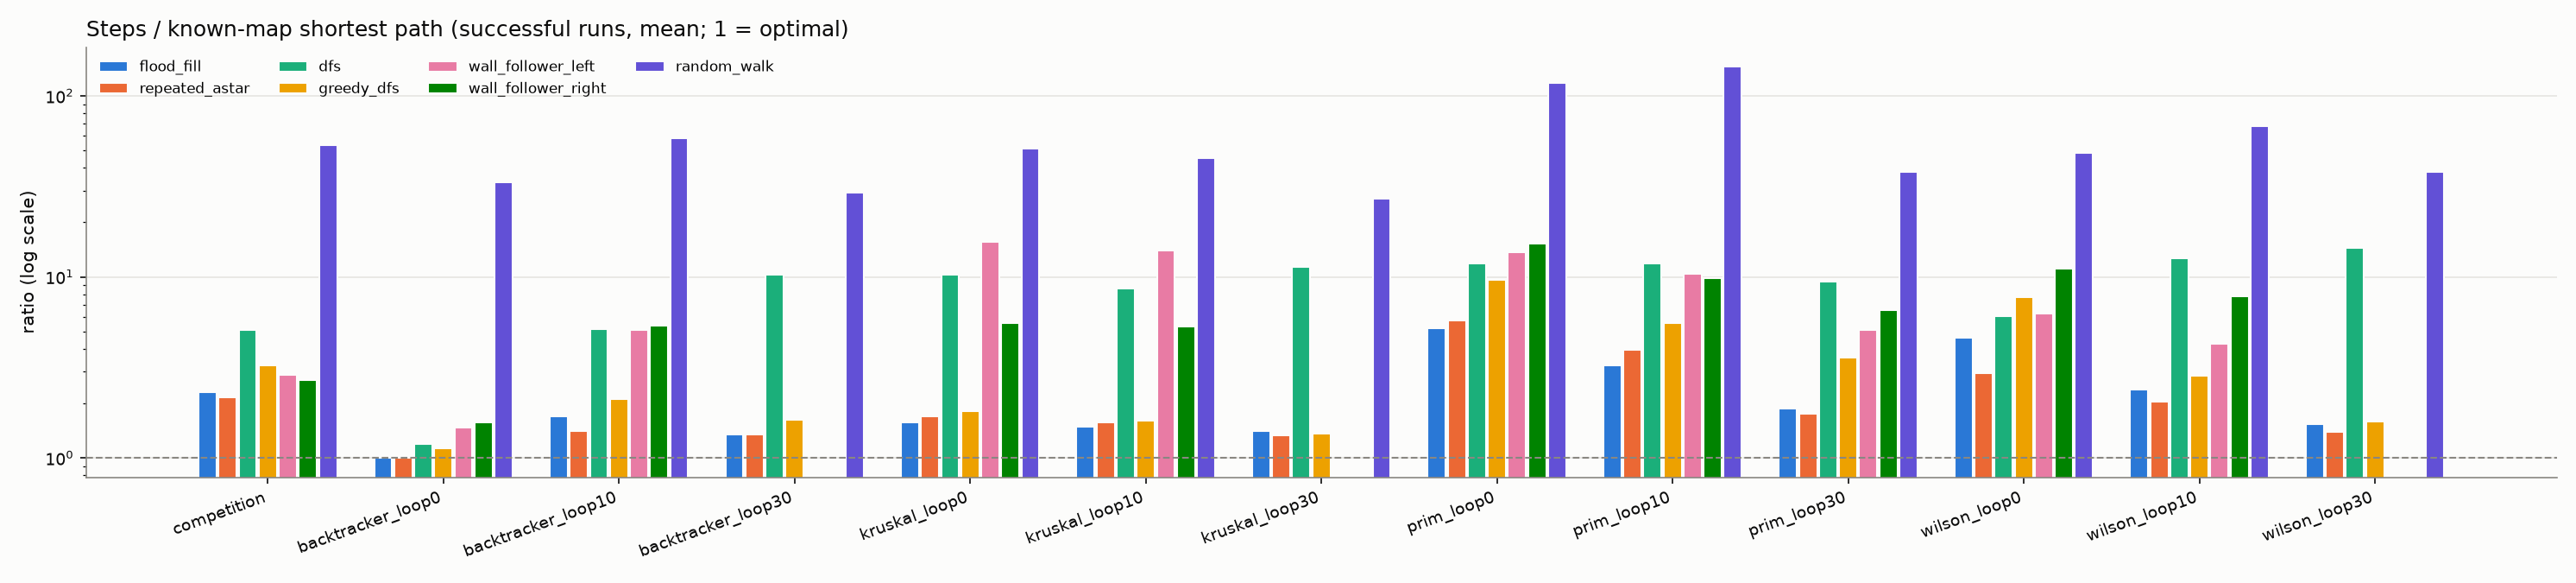 Steps / known-map shortest path (successful runs, mean; 1 = optimal)
flood_fill dfs wall_follower_left random_walk
repeated_astar greedy_dfs wall_follower_right
ratio (log scale)
10²
10¹
10⁰
competition backtracker_loop0 backtracker_loop10 backtracker_loop30 kruskal_loop0 kruskal_loop10 kruskal_loop30 prim_loop0 prim_loop10 prim_loop30 wilson_loop0 wilson_loop10 wilson_loop30